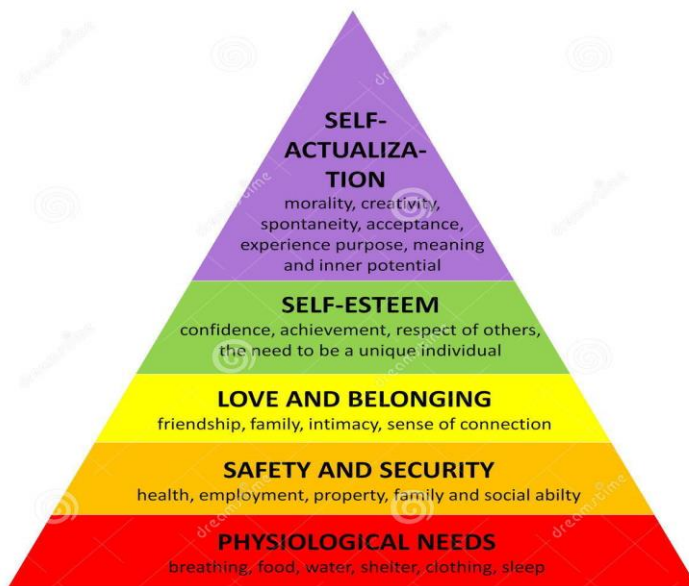 SELF-
ACTUALIZA-
TION
morality, creativity,
spontaneity, acceptance,
experience purpose, meaning
and inner potential
SELF-ESTEEM
confidence, achievement, respect of others,
the need to be a unique individual
LOVE AND BELONGING
friendship, family, intimacy, sense of connection
SAFETY AND SECURITY
health, employment, property, family and social abilty
PHYSIOLOGICAL NEEDS
breathing, food, water, shelter, clothing, sleep